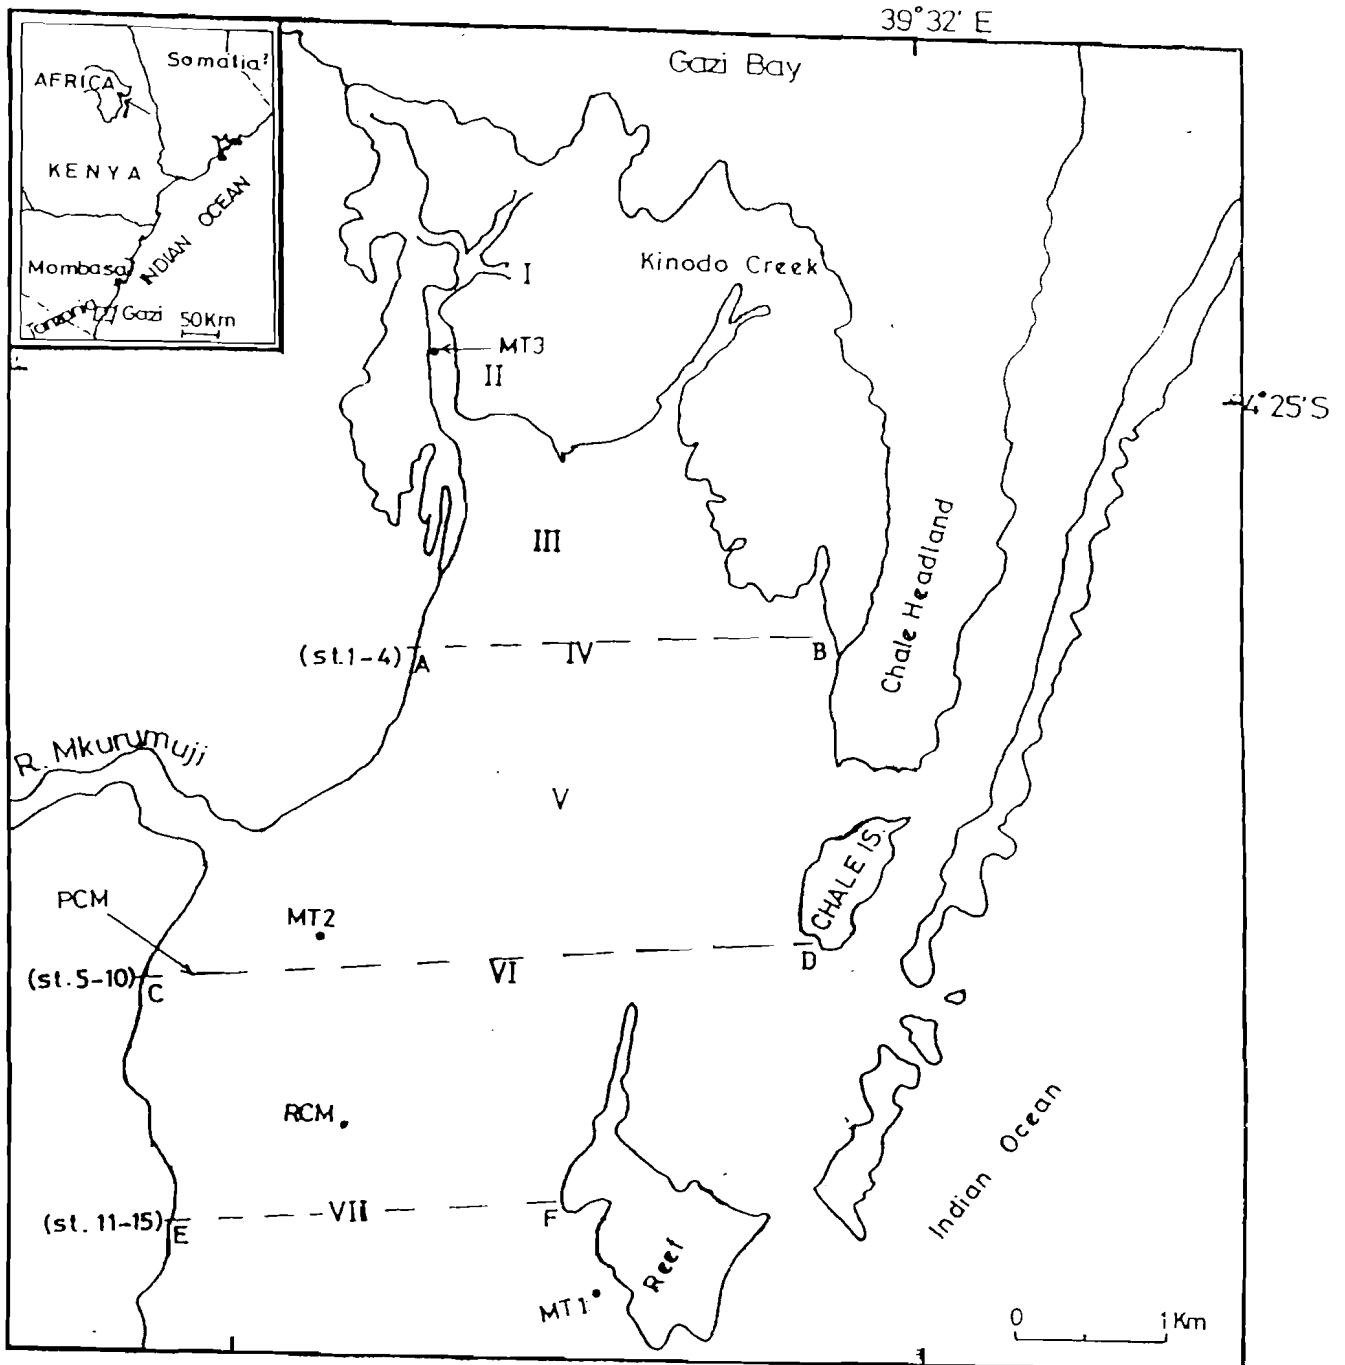 39°32' E
Gazi Bay
Somalia?
AFRICA
KENYA
INDIAN OCEAN
Mombasa
Tanzania
Gazi
50Km
I
Kinodo Creek
MT3
II
4°25'S
III
Chale Headland
(st.1-4)
A
IV
B
R. Mkurumuji
V
CHALE IS.
PCM
MT2
(st.5-10)
C
VI
D
RCM
Indian Ocean
(st. 11-15)
E
VII
F
Reef
MT1
0
1 Km